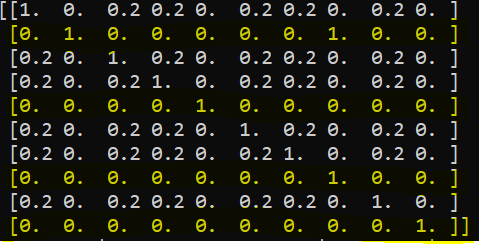 [[1.  0.  0.2 0.2 0.  0.2 0.2 0.  0.2 0. ]
[0.  1.  0.  0.  0.  0.  0.  1.  0.  0. ]
[0.2 0.  1.  0.2 0.  0.2 0.2 0.  0.2 0. ]
[0.2 0.  0.2 1.  0.  0.2 0.2 0.  0.2 0. ]
[0.  0.  0.  0.  1.  0.  0.  0.  0.  0. ]
[0.2 0.  0.2 0.2 0.  1.  0.2 0.  0.2 0. ]
[0.2 0.  0.2 0.2 0.  0.2 1.  0.  0.2 0. ]
[0.  0.  0.  0.  0.  0.  0.  1.  0.  0. ]
[0.2 0.  0.2 0.2 0.  0.2 0.2 0.  1.  0. ]
[0.  0.  0.  0.  0.  0.  0.  0.  0.  1. ]]